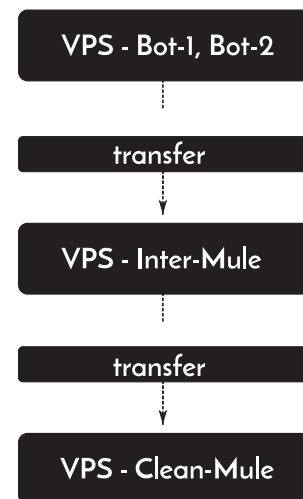 VPS - Bot-1, Bot-2
transfer
VPS - Inter-Mule
transfer
VPS - Clean-Mule